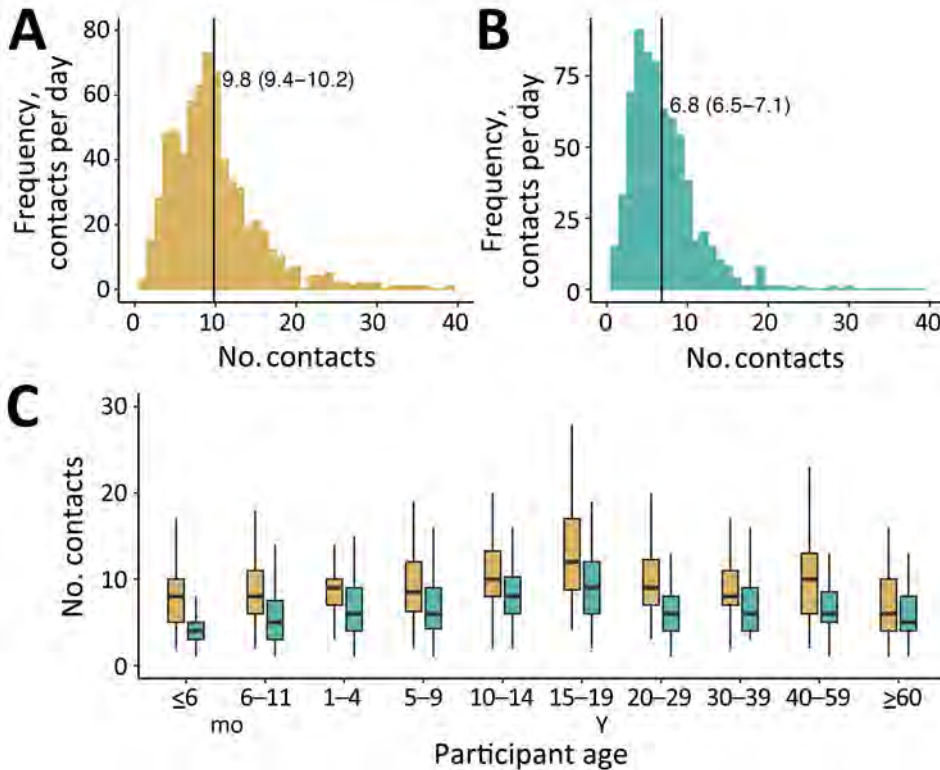 A
Frequency,
contacts per day
80
60
40
20
0
9.8 (9.4–10.2)
0 10 20 30 40
No. contacts
B
Frequency,
contacts per day
75
50
25
0
6.8 (6.5–7.1)
0 10 20 30 40
No. contacts
C
No. contacts
30
20
10
0
≤6 6–11 1–4 5–9 10–14 15–19 20–29 30–39 40–59 ≥60
mo Y
Participant age